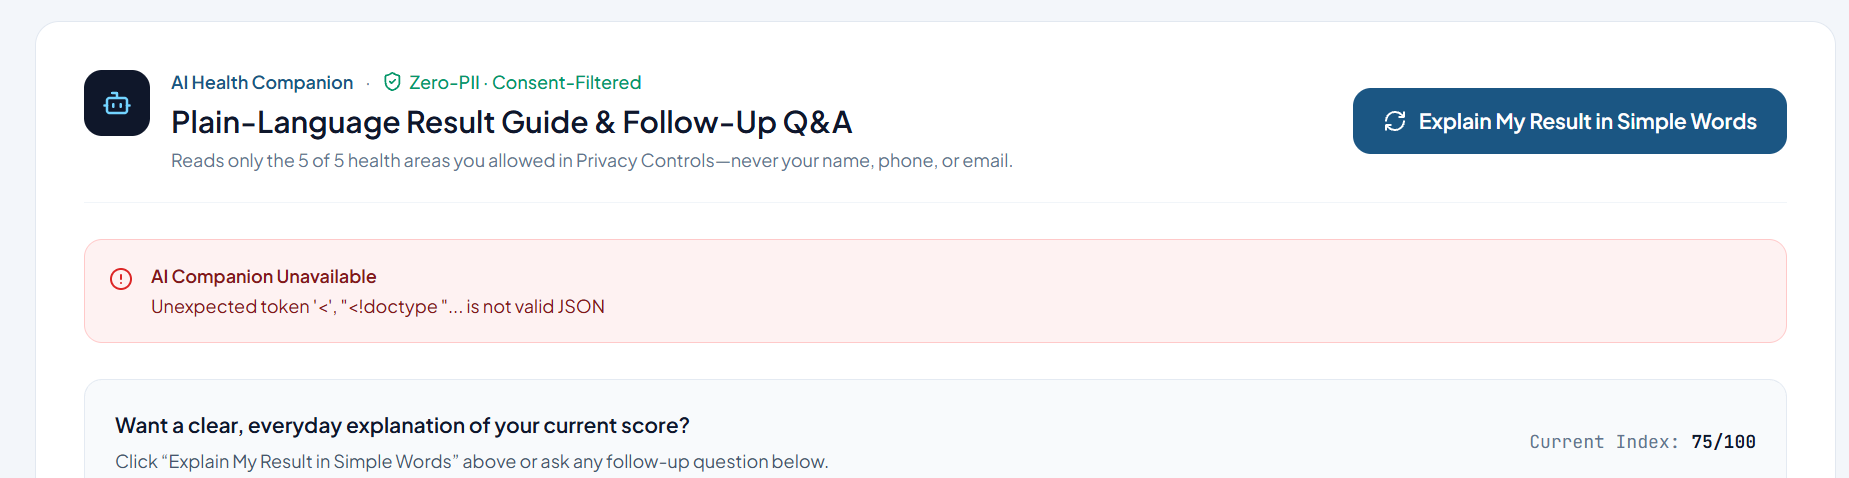 AI Health Companion · Zero-PII · Consent-Filtered
Plain-Language Result Guide & Follow-Up Q&A
Reads only the 5 of 5 health areas you allowed in Privacy Controls—never your name, phone, or email.
Explain My Result in Simple Words
AI Companion Unavailable
Unexpected token '<', "<!doctype "... is not valid JSON
Want a clear, everyday explanation of your current score?
Click “Explain My Result in Simple Words” above or ask any follow-up question below.
Current Index: 75/100